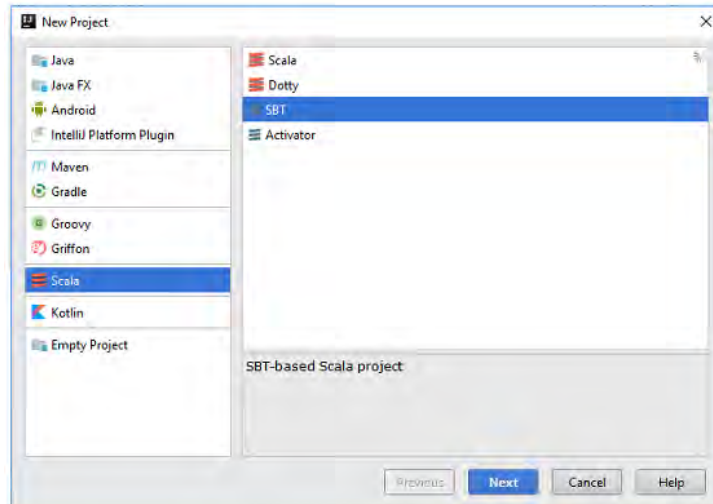 New Project
Java
Java FX
Android
IntelliJ Platform Plugin
Maven
Gradle
Groovy
Griffon
Scala
Kotlin
Empty Project
Scala
Dotty
SBT
Activator
SBT-based Scala project
Previous
Next
Cancel
Help